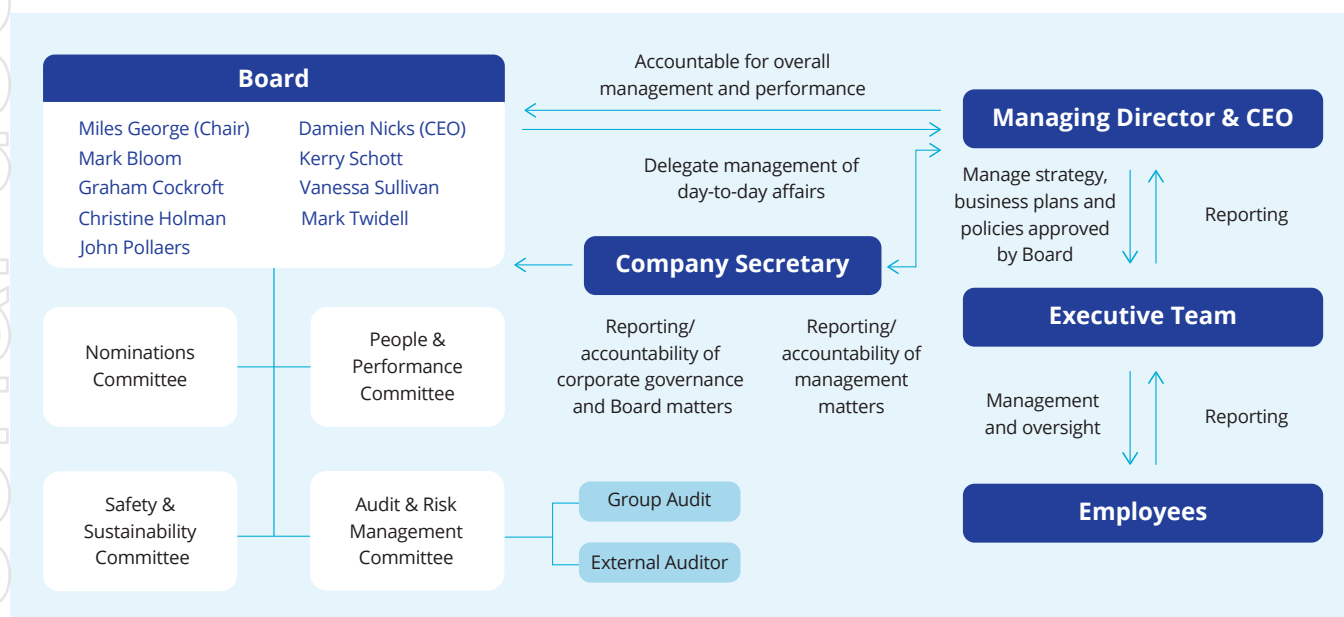 Board
Miles George (Chair)
Mark Bloom
Graham Cockroft
Christine Holman
John Pollaers
Damien Nicks (CEO)
Kerry Schott
Vanessa Sullivan
Mark Twidell
Accountable for overall
management and performance
Delegate management of
day-to-day affairs
Managing Director & CEO
Manage strategy,
business plans and
policies approved
by Board
Reporting
Company Secretary
Reporting/
accountability of
corporate governance
and Board matters
Reporting/
accountability of
management
matters
Executive Team
Management
and oversight
Reporting
Employees
Nominations
Committee
People &
Performance
Committee
Safety &
Sustainability
Committee
Audit & Risk
Management
Committee
Group Audit
External Auditor